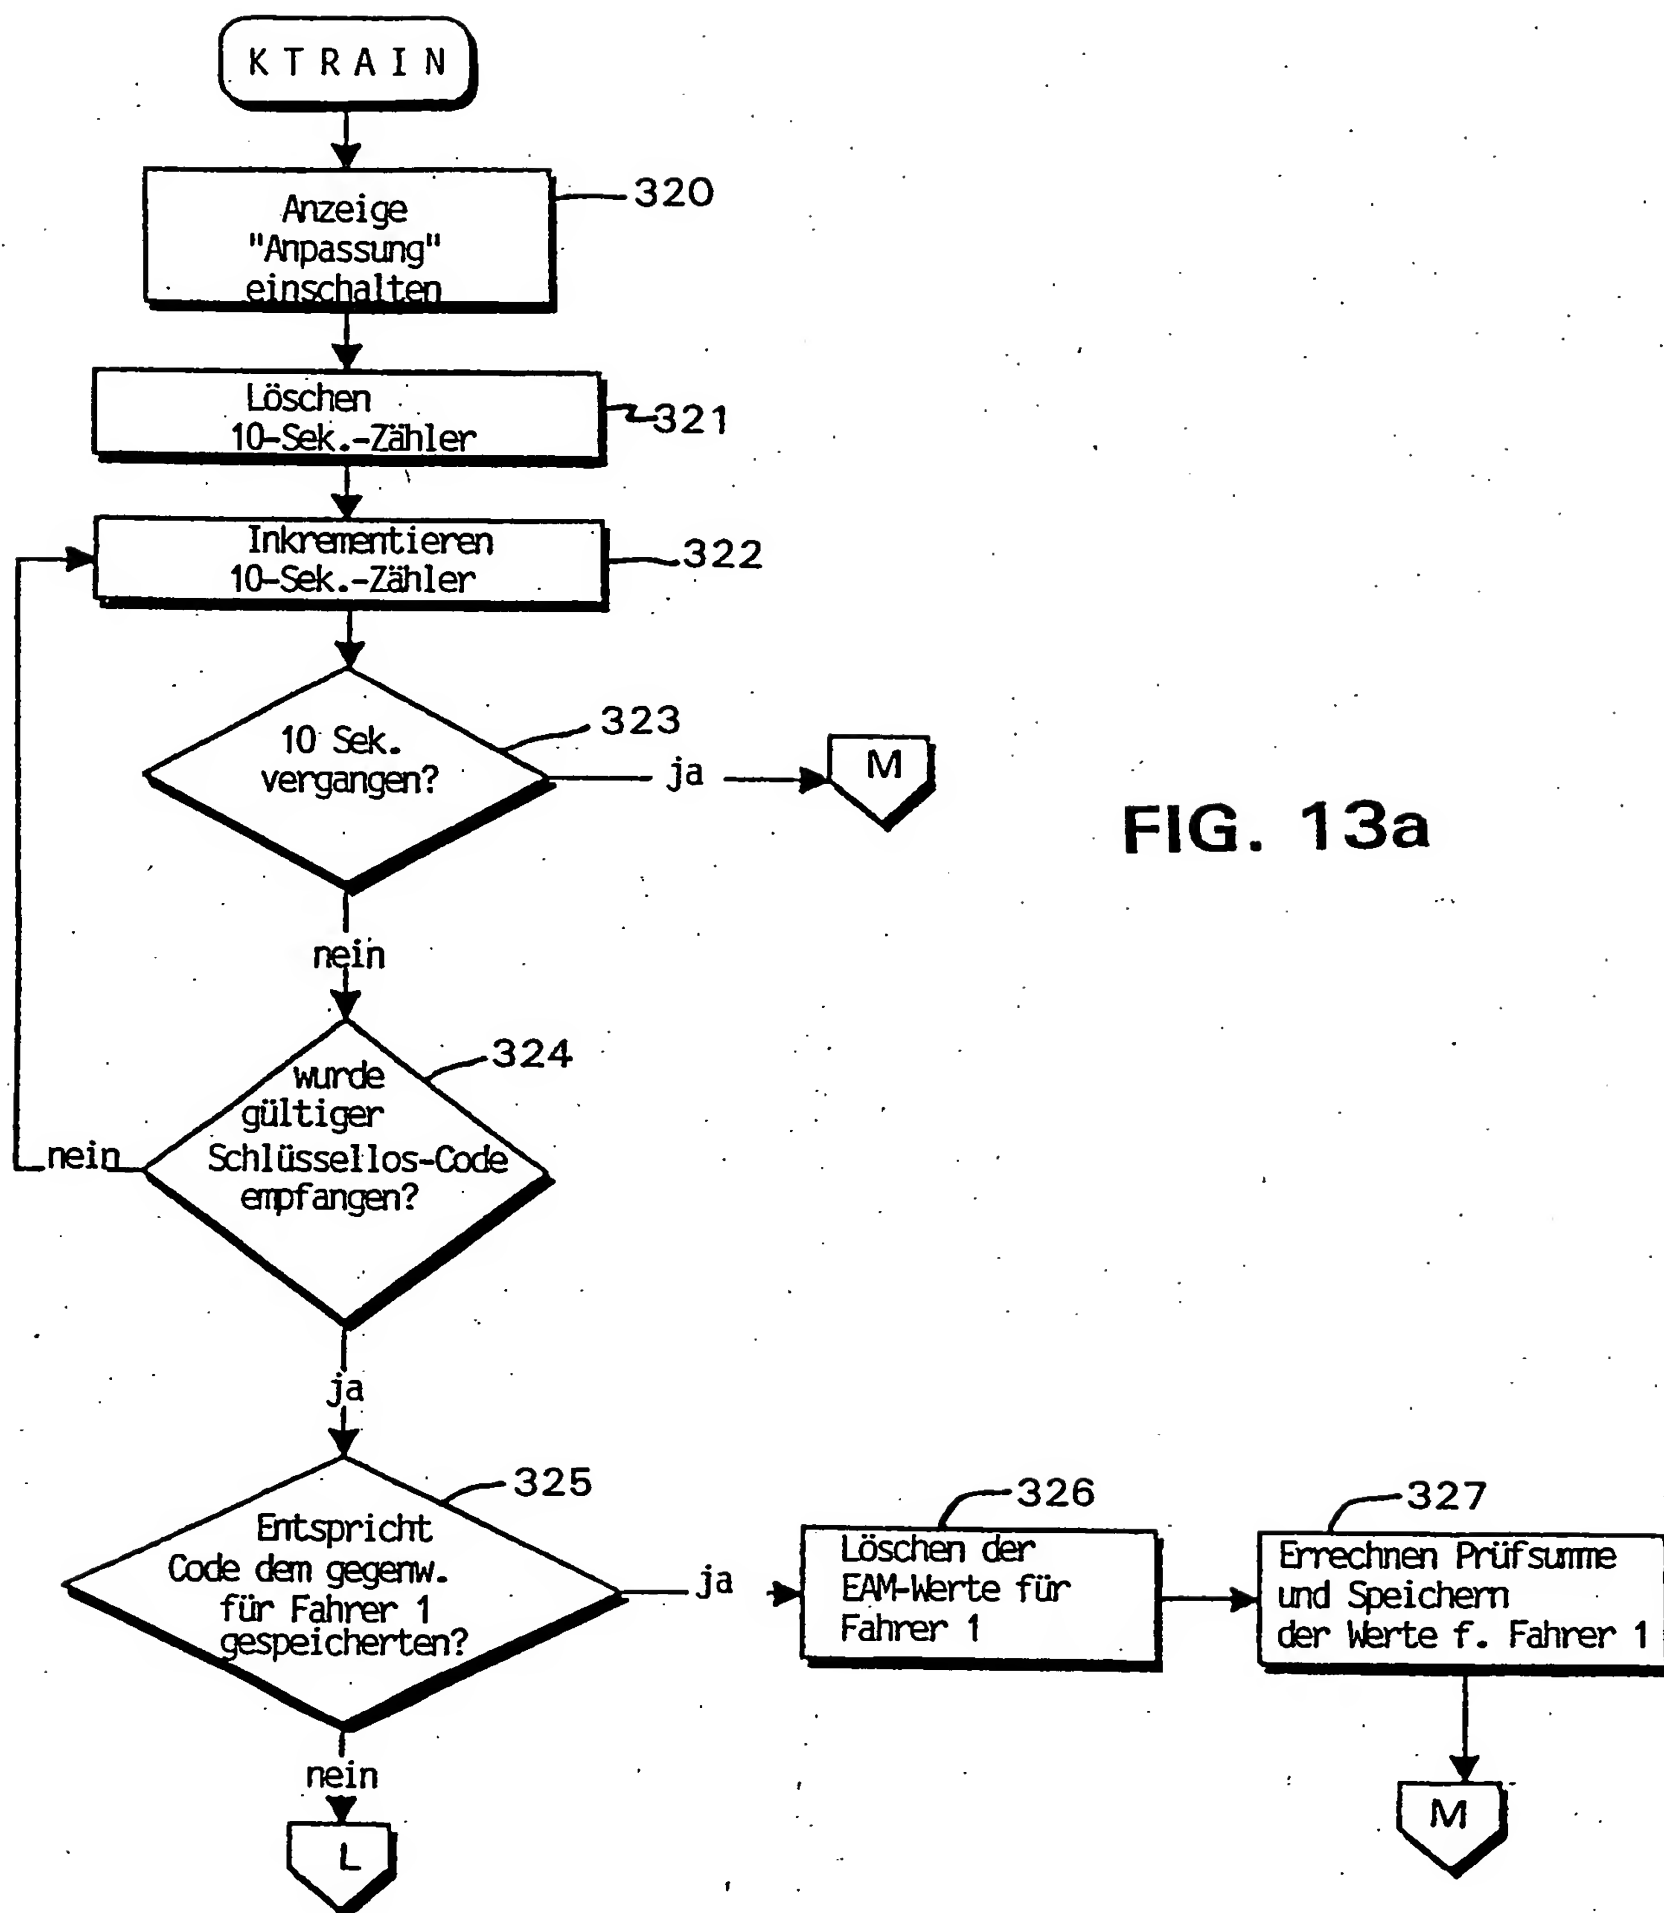 KTRAIN
Anzeige
"Anpassung"
einschalten
320
Löschen
10-Sek.-Zähler
321
Inkrementieren
10-Sek.-Zähler
322
10 Sek.
vergangen?
323
ja
M
FIG. 13a
nein
wurde
gültiger
Schlüssellos-Code
empfangen?
324
nein
ja
Entspricht
Code dem gegenw.
für Fahrer 1
gespeicherten?
325
ja
Löschen der
EAM-Werte für
Fahrer 1
326
Errechnen Prüfsumme
und Speichern
der Werte f. Fahrer 1
327
nein
L
M